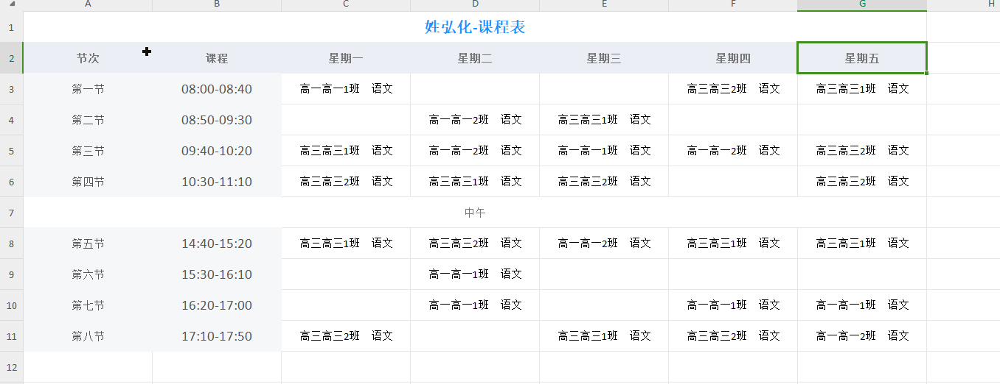 A B C D E F G H
1 姓弘化-课程表
2 节次 课程 星期一 星期二 星期三 星期四 星期五
3 第一节 08:00-08:40 高一高一1班 语文 高三高三2班 语文 高三高三1班 语文
4 第二节 08:50-09:30 高一高一2班 语文 高三高三1班 语文
5 第三节 09:40-10:20 高三高三1班 语文 高一高一2班 语文 高一高一1班 语文 高一高一2班 语文 高三高三2班 语文
6 第四节 10:30-11:10 高三高三2班 语文 高三高三1班 语文 高三高三2班 语文 高三高三2班 语文
7 中午
8 第五节 14:40-15:20 高三高三1班 语文 高三高三2班 语文 高一高一2班 语文 高三高三1班 语文 高三高三1班 语文
9 第六节 15:30-16:10 高一高一1班 语文
10 第七节 16:20-17:00 高一高一1班 语文 高一高一1班 语文 高一高一1班 语文
11 第八节 17:10-17:50 高三高三2班 语文 高三高三1班 语文 高三高三2班 语文 高一高一2班 语文
12